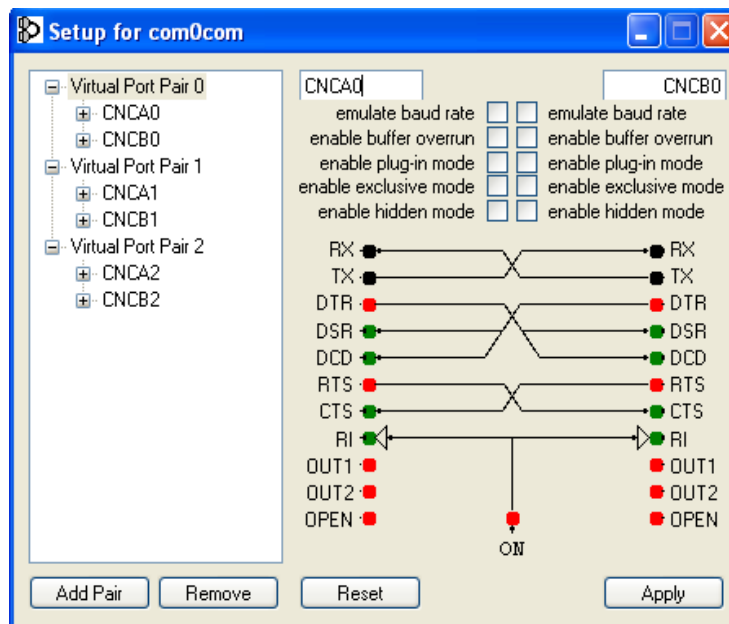 Setup for com0com
Virtual Port Pair 0
CNCA0
CNCB0
Virtual Port Pair 1
CNCA1
CNCB1
Virtual Port Pair 2
CNCA2
CNCB2
CNCA0 CNCB0
emulate baud rate emulate baud rate
enable buffer overrun enable buffer overrun
enable plug-in mode enable plug-in mode
enable exclusive mode enable exclusive mode
enable hidden mode enable hidden mode
RX RX
TX TX
DTR DTR
DSR DSR
DCD DCD
RTS RTS
CTS CTS
RI RI
OUT1 OUT1
OUT2 OUT2
OPEN OPEN
ON
Add Pair Remove Reset Apply